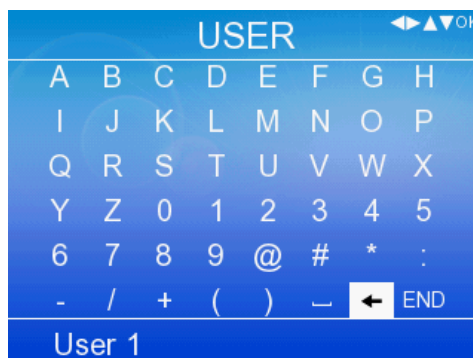 USER ◀▶▲▼OK
A B C D E F G H
I J K L M N O P
Q R S T U V W X
Y Z 0 1 2 3 4 5
6 7 8 9 @ # * :
- / + ( ) ⎵ ← END
User 1